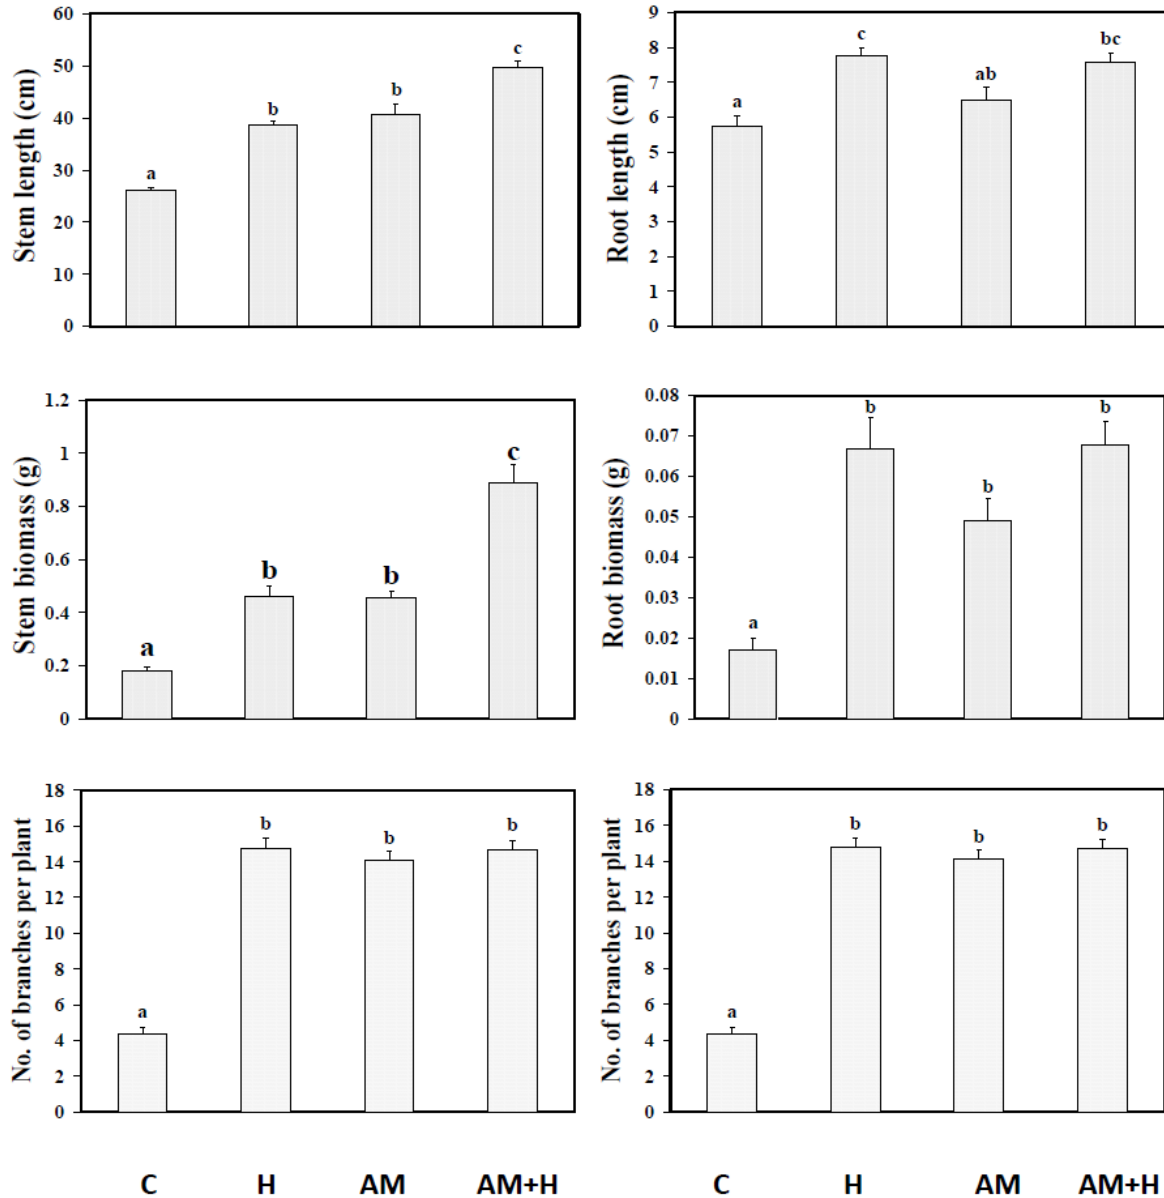 Stem length (cm)
60
50
40
30
20
10
0
a
b
b
c
Root length (cm)
9
8
7
6
5
4
3
2
1
0
a
c
ab
bc
Stem biomass (g)
1.2
1
0.8
0.6
0.4
0.2
0
a
b
b
c
Root biomass (g)
0.08
0.07
0.06
0.05
0.04
0.03
0.02
0.01
0
a
b
b
b
No. of branches per plant
18
16
14
12
10
8
6
4
2
0
a
b
b
b
No. of branches per plant
18
16
14
12
10
8
6
4
2
0
a
b
b
b
C H AM AM+H
C H AM AM+H